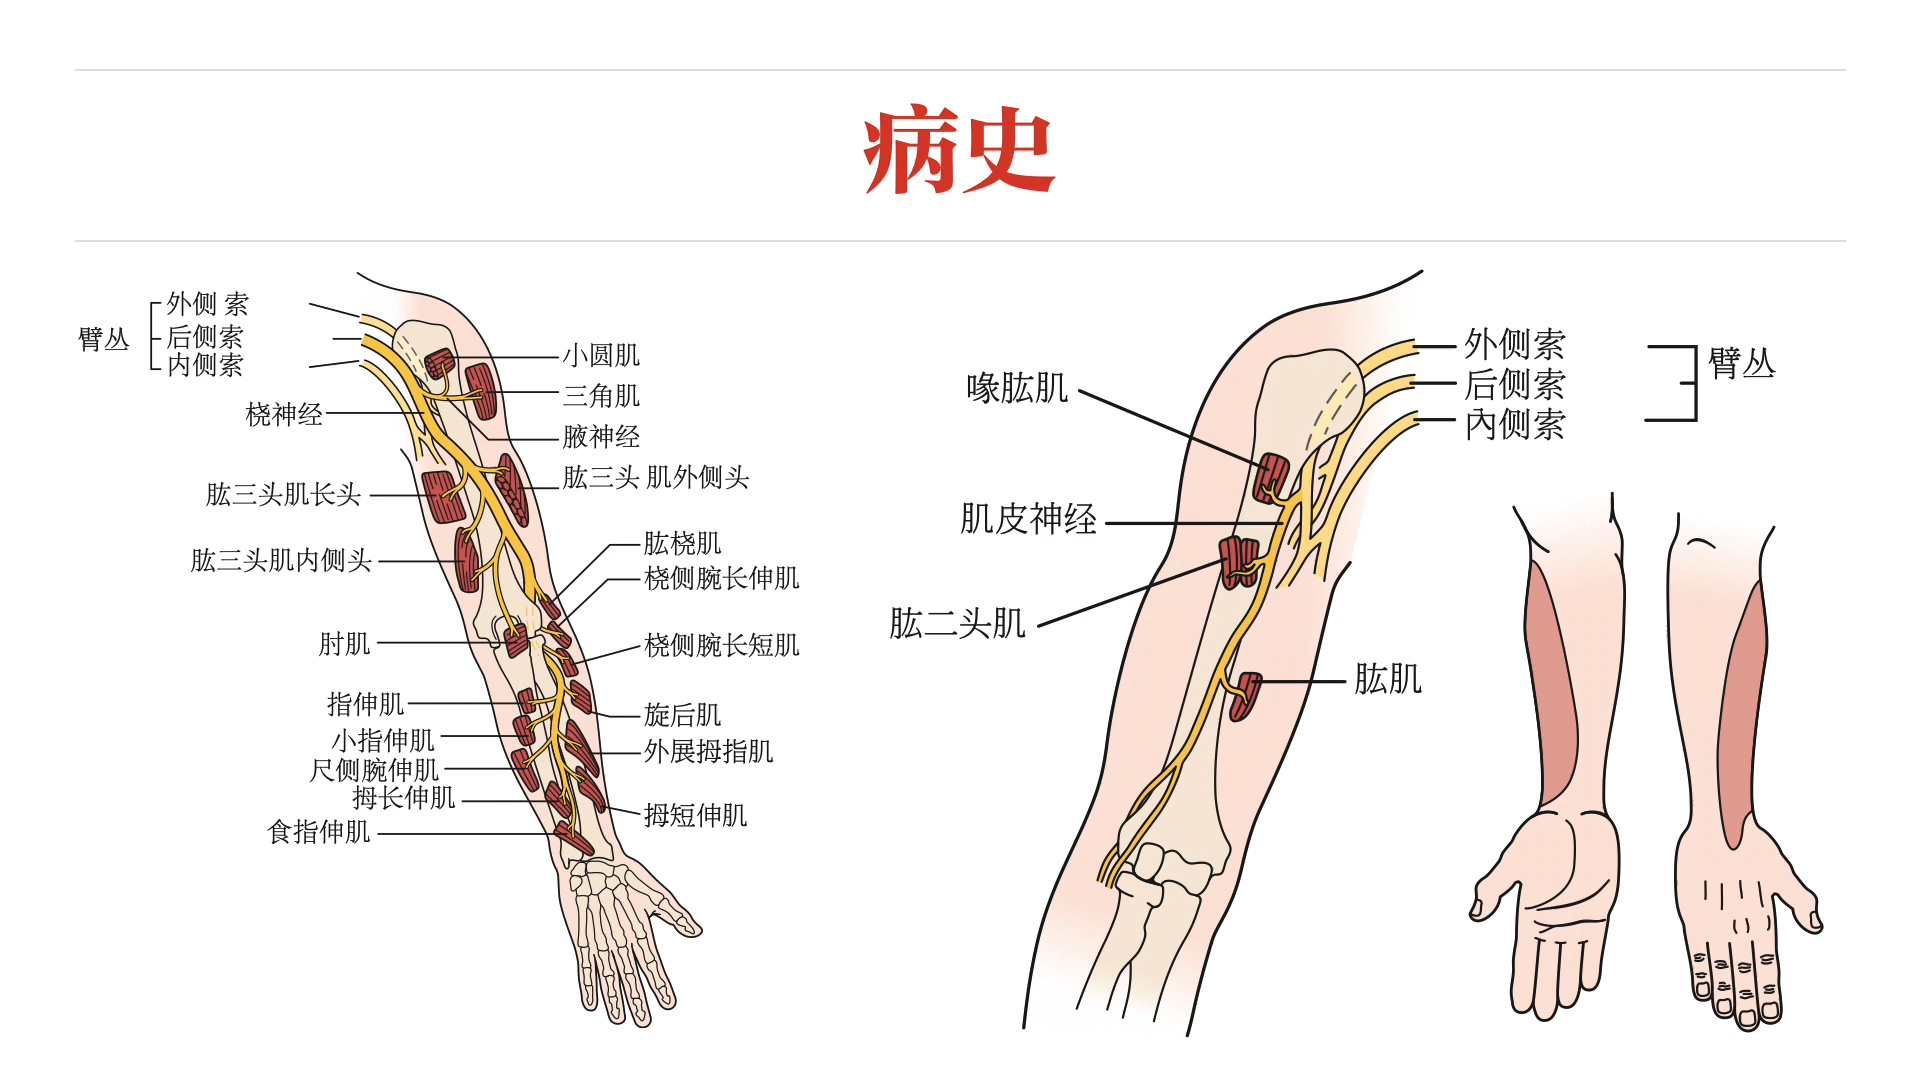 病史
外侧 索
后侧索
内侧索
臂丛
桡神经
肱三头肌长头
肱三头肌内侧头
肘肌
指伸肌
小指伸肌
尺侧腕伸肌
拇长伸肌
食指伸肌
小圆肌
三角肌
腋神经
肱三头 肌外侧头
肱桡肌
桡侧腕长伸肌
桡侧腕长短肌
旋后肌
外展拇指肌
拇短伸肌
喙肱肌
肌皮神经
肱二头肌
肱肌
外侧索
后侧索
內侧索
臂丛